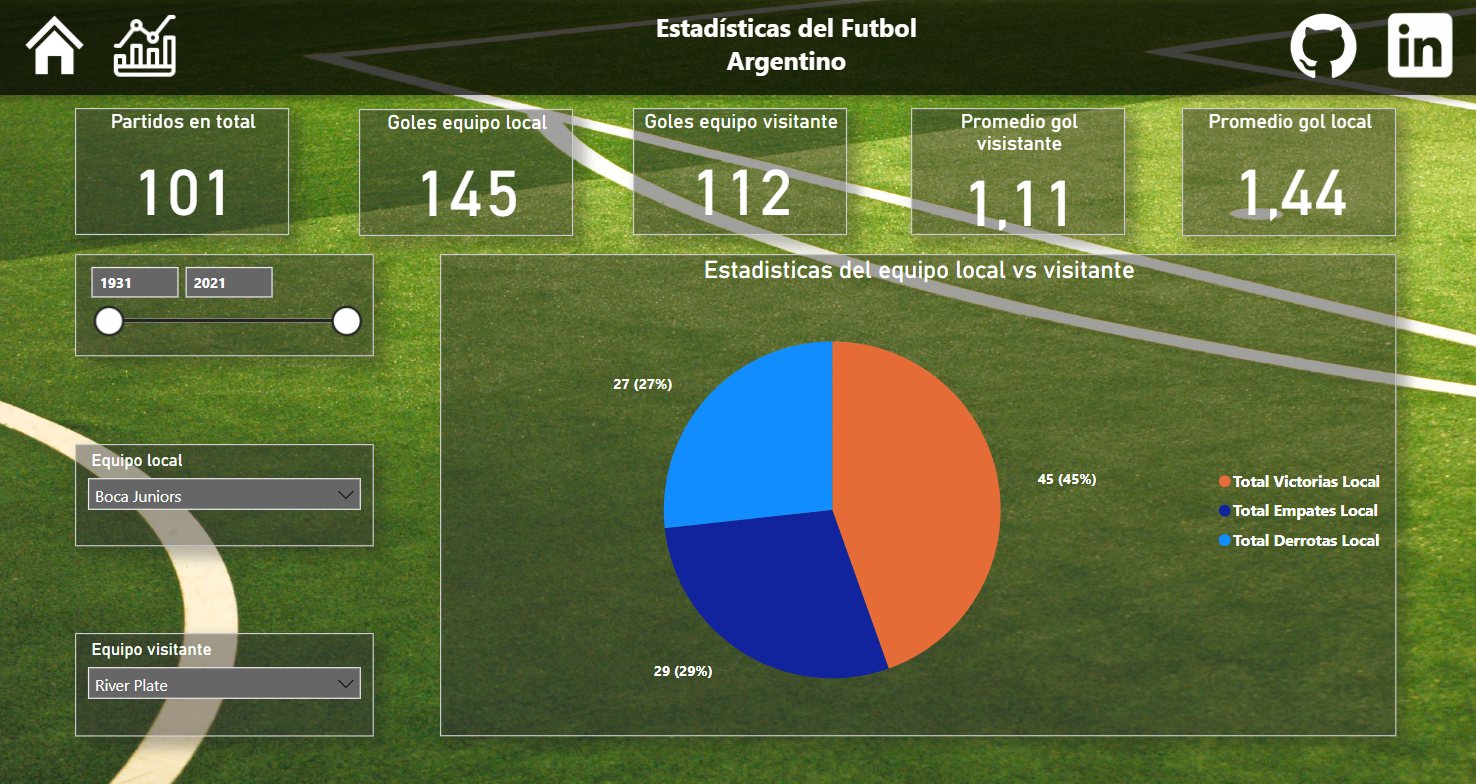 Estadísticas del Futbol
Argentino
in
Partidos en total
101
Goles equipo local
145
Goles equipo visitante
112
Promedio gol
visistante
1,11
Promedio gol local
1,44
1931
2021
Estadisticas del equipo local vs visitante
27 (27%)
45 (45%)
29 (29%)
Total Victorias Local
Total Empates Local
Total Derrotas Local
Equipo local
Boca Juniors
Equipo visitante
River Plate